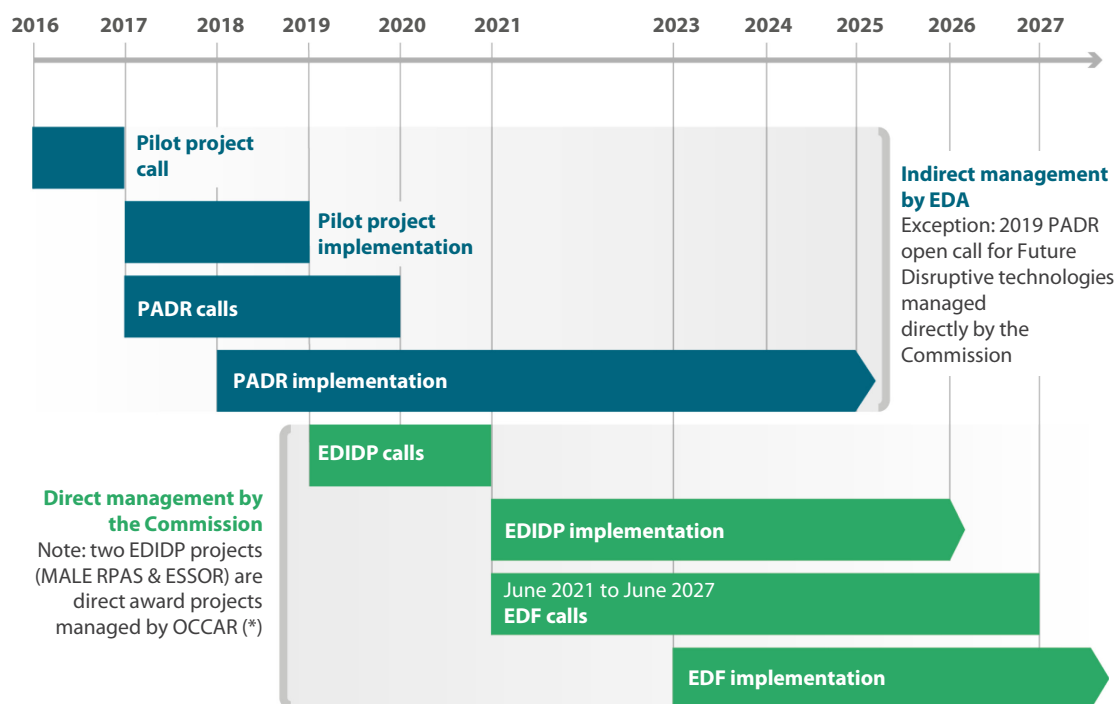 2016 2017 2018 2019 2020 2021 2023 2024 2025 2026 2027
Pilot project
call
Pilot project
implementation
PADR calls
PADR implementation
Indirect management
by EDA
Exception: 2019 PADR
open call for Future
Disruptive technologies
managed
directly by the
Commission
EDIDP calls
Direct management by
the Commission
Note: two EDIDP projects
(MALE RPAS & ESSOR) are
direct award projects
managed by OCCAR (*)
EDIDP implementation
June 2021 to June 2027
EDF calls
EDF implementation